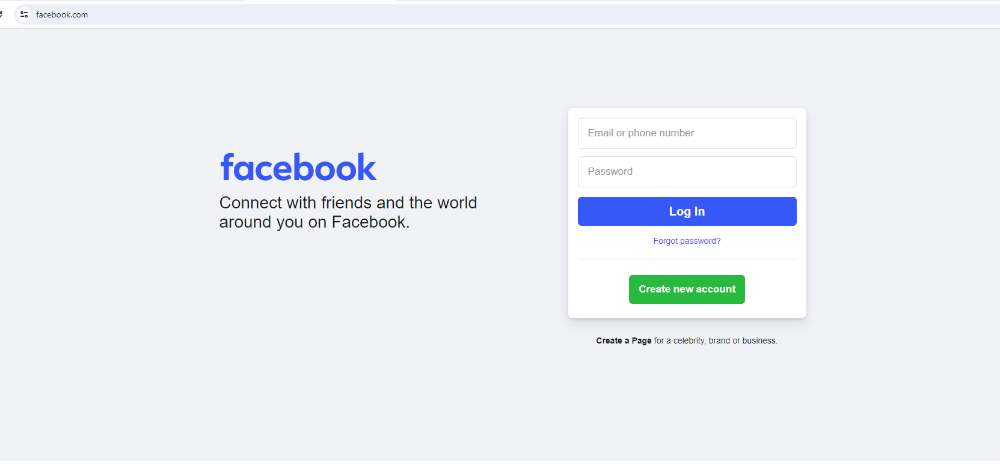 facebook.com
facebook
Connect with friends and the world
around you on Facebook.
Email or phone number
Password
Log In
Forgot password?
Create new account
Create a Page for a celebrity, brand or business.